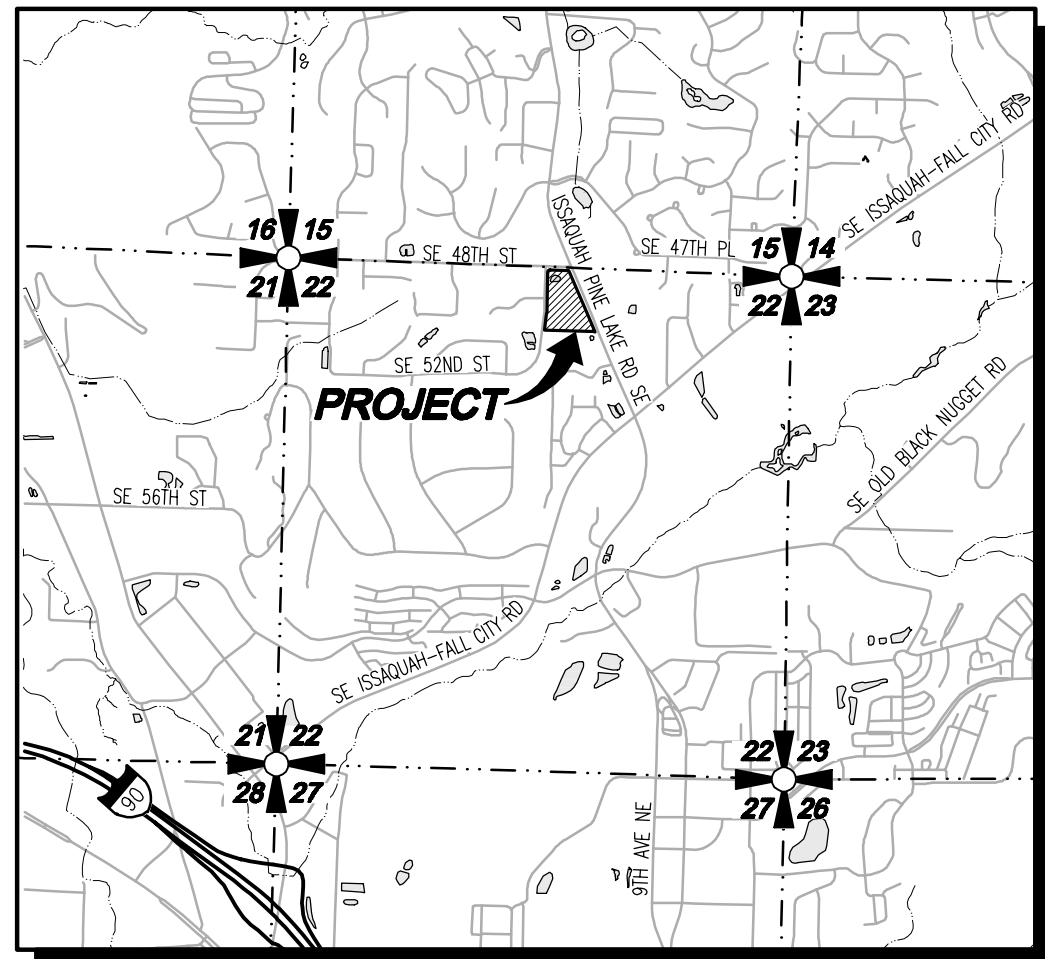 SE ISSAQUAH-FALL CITY RD
ISSAQUAH PINE LAKE RD SE
16 15
21 22
SE 48TH ST
SE 47TH PL
15 14
22 23
SE 52ND ST
PROJECT
SE OLD BLACK NUGGET RD
SE 56TH ST
SE ISSAQUAH-FALL CITY RD
21 22
28 27
22 23
27 26
90
9TH AVE NE